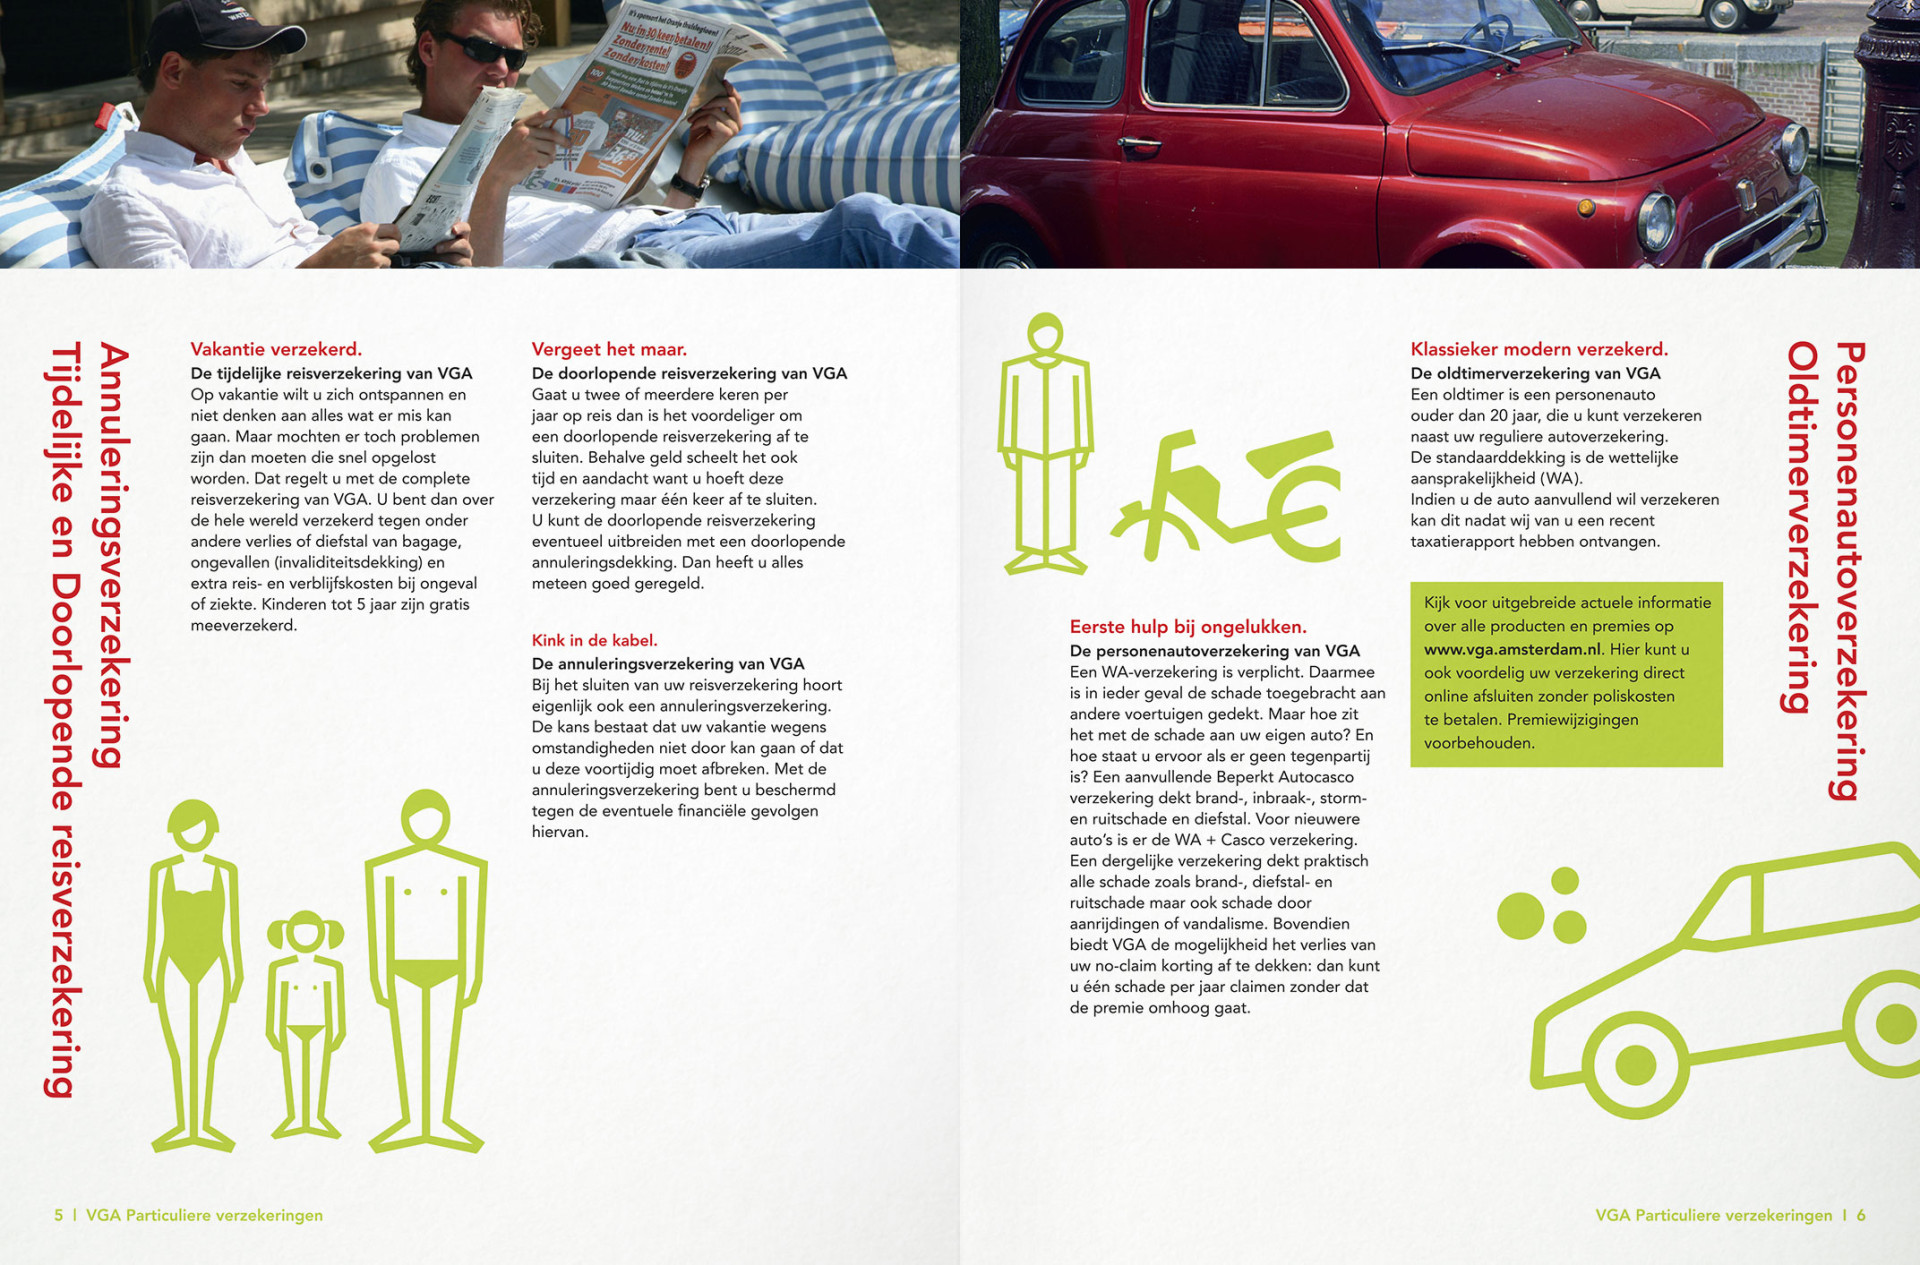 It's sponsort het Oranje thuislegioen!
Nu, in 30 keer betalen!!
Zonder rente!
Zonder kosten!!
Annuleringsverzekering
Tijdelijke en Doorlopende reisverzekering
Vakantie verzekerd.
De tijdelijke reisverzekering van VGA
Op vakantie wilt u zich ontspannen en
niet denken aan alles wat er mis kan
gaan. Maar mochten er toch problemen
zijn dan moeten die snel opgelost
worden. Dat regelt u met de complete
reisverzekering van VGA. U bent dan over
de hele wereld verzekerd tegen onder
andere verlies of diefstal van bagage,
ongevallen (invaliditeitsdekking) en
extra reis- en verblijfskosten bij ongeval
of ziekte. Kinderen tot 5 jaar zijn gratis
meeverzekerd.
Vergeet het maar.
De doorlopende reisverzekering van VGA
Gaat u twee of meerdere keren per
jaar op reis dan is het voordeliger om
een doorlopende reisverzekering af te
sluiten. Behalve geld scheelt het ook
tijd en aandacht want u hoeft deze
verzekering maar één keer af te sluiten.
U kunt de doorlopende reisverzekering
eventueel uitbreiden met een doorlopende
annuleringsdekking. Dan heeft u alles
meteen goed geregeld.
Kink in de kabel.
De annuleringsverzekering van VGA
Bij het sluiten van uw reisverzekering hoort
eigenlijk ook een annuleringsverzekering.
De kans bestaat dat uw vakantie wegens
omstandigheden niet door kan gaan of dat
u deze voortijdig moet afbreken. Met de
annuleringsverzekering bent u beschermd
tegen de eventuele financiële gevolgen
hiervan.
5 | VGA Particuliere verzekeringen
Eerste hulp bij ongelukken.
De personenautoverzekering van VGA
Een WA-verzekering is verplicht. Daarmee
is in ieder geval de schade toegebracht aan
andere voertuigen gedekt. Maar hoe zit
het met de schade aan uw eigen auto? En
hoe staat u ervoor als er geen tegenpartij
is? Een aanvullende Beperkt Autocasco
verzekering dekt brand-, inbraak-, storm-
en ruitschade en diefstal. Voor nieuwere
auto's is er de WA + Casco verzekering.
Een dergelijke verzekering dekt praktisch
alle schade zoals brand-, diefstal- en
ruitschade maar ook schade door
aanrijdingen of vandalisme. Bovendien
biedt VGA de mogelijkheid het verlies van
uw no-claim korting af te dekken: dan kunt
u één schade per jaar claimen zonder dat
de premie omhoog gaat.
Klassieker modern verzekerd.
De oldtimerverzekering van VGA
Een oldtimer is een personenauto
ouder dan 20 jaar, die u kunt verzekeren
naast uw reguliere autoverzekering.
De standaarddekking is de wettelijke
aansprakelijkheid (WA).
Indien u de auto aanvullend wil verzekeren
kan dit nadat wij van u een recent
taxatierapport hebben ontvangen.
Kijk voor uitgebreide actuele informatie
over alle producten en premies op
www.vga.amsterdam.nl. Hier kunt u
ook voordelig uw verzekering direct
online afsluiten zonder poliskosten
te betalen. Premiewijzigingen
voorbehouden.
Personenautoverzekering
Oldtimerverzekering
VGA Particuliere verzekeringen | 6